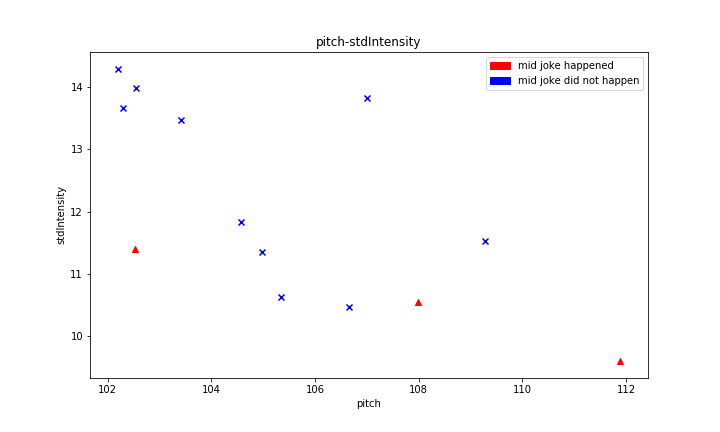 pitch-stdIntensity
mid joke happened
mid joke did not happen
stdIntensity
14
13
12
11
10
102
104
106
108
110
112
pitch